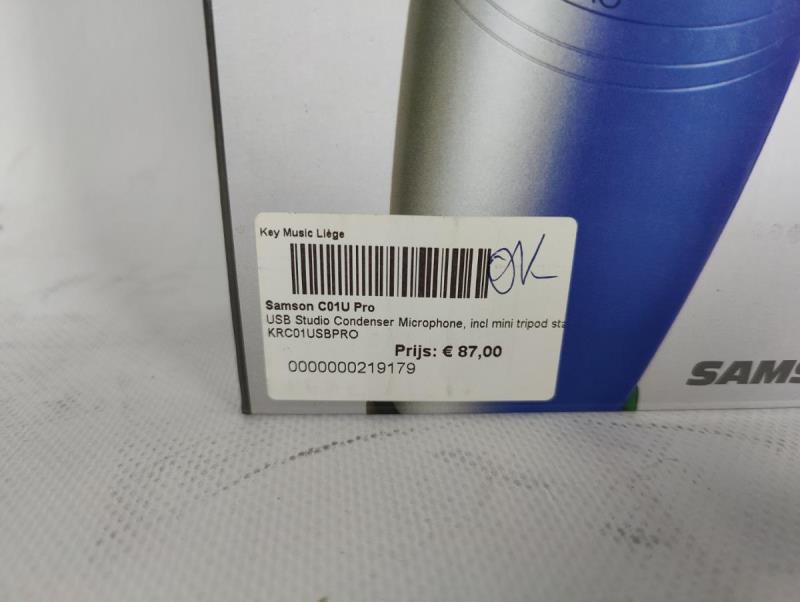 Key Music Liège
OK
Samson C01U Pro
USB Studio Condenser Microphone, incl mini tripod sta
KRC01USBPRO
Prijs: € 87,00
0000000219179
SAMS